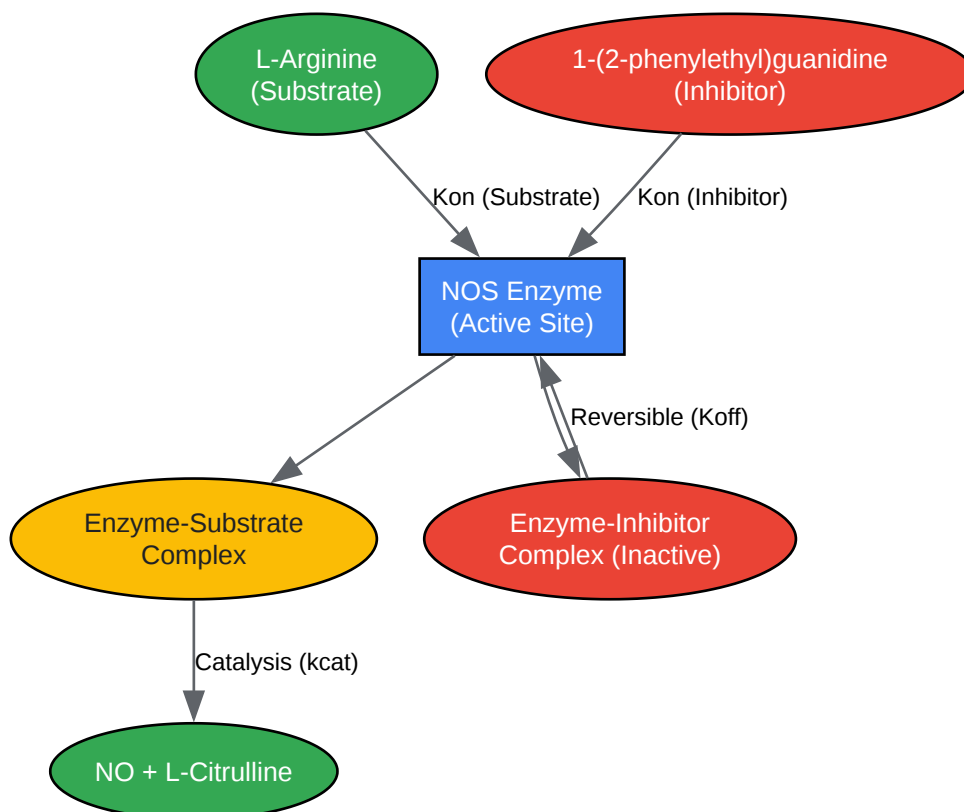 L-Arginine
(Substrate)
1-(2-phenylethyl)guanidine
(Inhibitor)
Kon (Substrate)
Kon (Inhibitor)
NOS Enzyme
(Active Site)
Reversible (Koff)
Enzyme-Substrate
Complex
Enzyme-Inhibitor
Complex (Inactive)
Catalysis (kcat)
NO + L-Citrulline